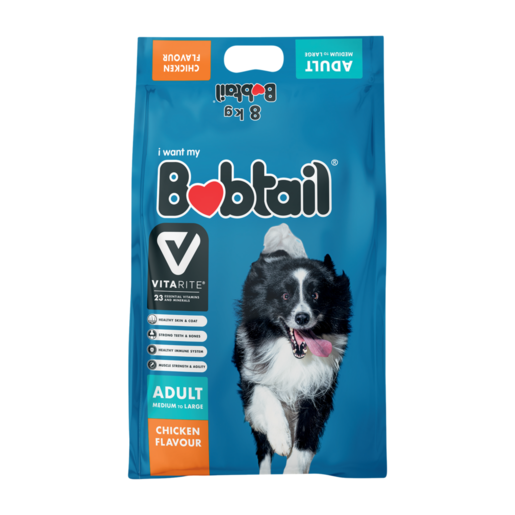 CHICKEN
FLAVOUR
ADULT
MEDIUM TO LARGE
Bobtail
8 kg
i want my
Bobtail®
VITARITE®
23 ESSENTIAL VITAMINS
AND MINERALS
HEALTHY SKIN & COAT
STRONG TEETH & BONES
HEALTHY IMMUNE SYSTEM
MUSCLE STRENGTH & AGILITY
ADULT
MEDIUM TO LARGE
CHICKEN
FLAVOUR